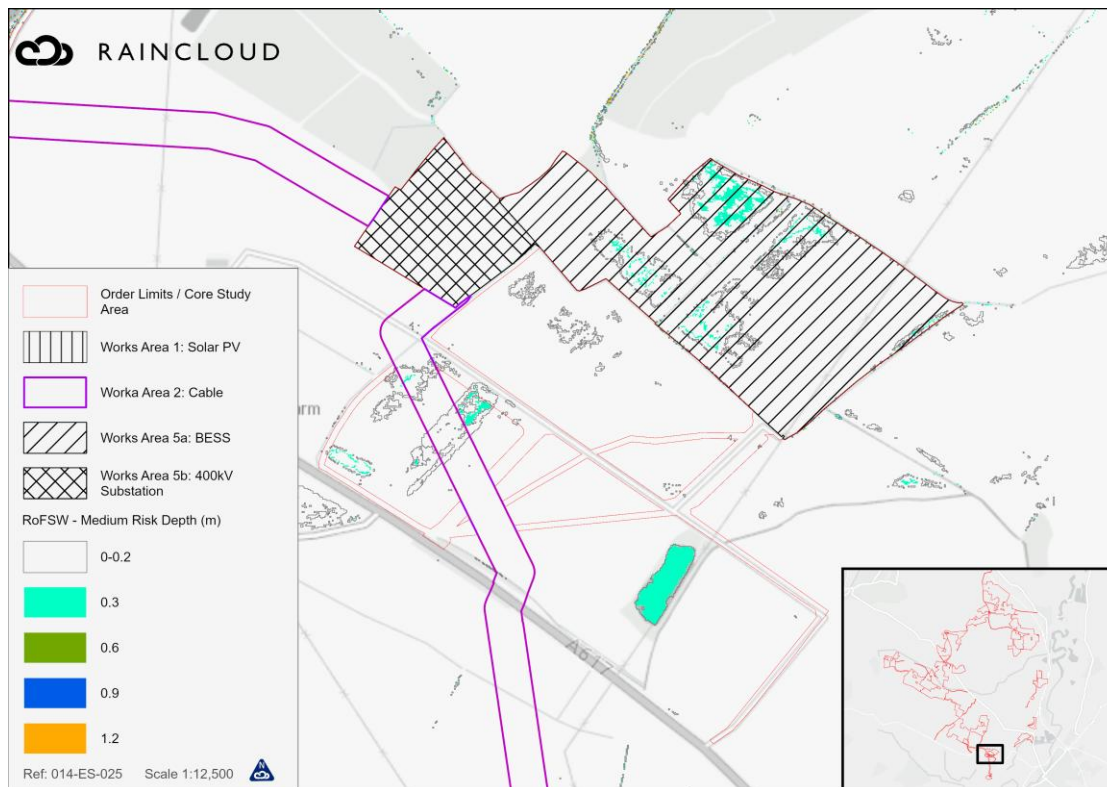 RAINCLOUD
Order Limits / Core Study
Area
Works Area 1: Solar PV
Worka Area 2: Cable
arm
Works Area 5a: BESS
Works Area 5b: 400kV
Substation
RoFSW - Medium Risk Depth (m)
0-0.2
0.3
0.6
0.9
1.2
A617
Ref: 014-ES-025 Scale 1:12,500
N